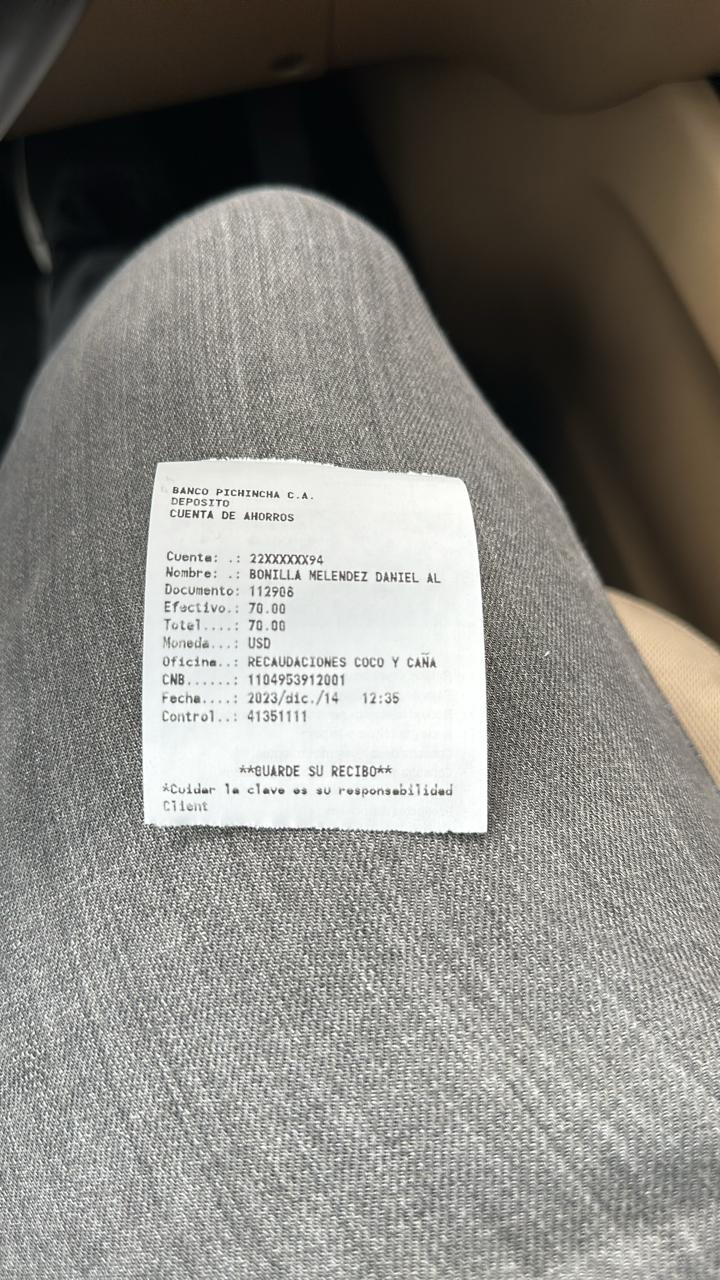 BANCO PICHINCHA C.A.
DEPOSITO
CUENTA DE AHORROS
Cuenta: .: 22XXXXXX94
Nombre: .: BONILLA MELENDEZ DANIEL AL
Documento: 112908
Efectivo.: 70.00
Total....: 70.00
Moneda...: USD
Oficina..: RECAUDACIONES COCO Y CAÑA
CNB......: 1104953912001
Fecha....: 2023/dic./14 12:35
Control..: 41351111
**GUARDE SU RECIBO**
*Cuidar la clave es su responsabilidad
Client